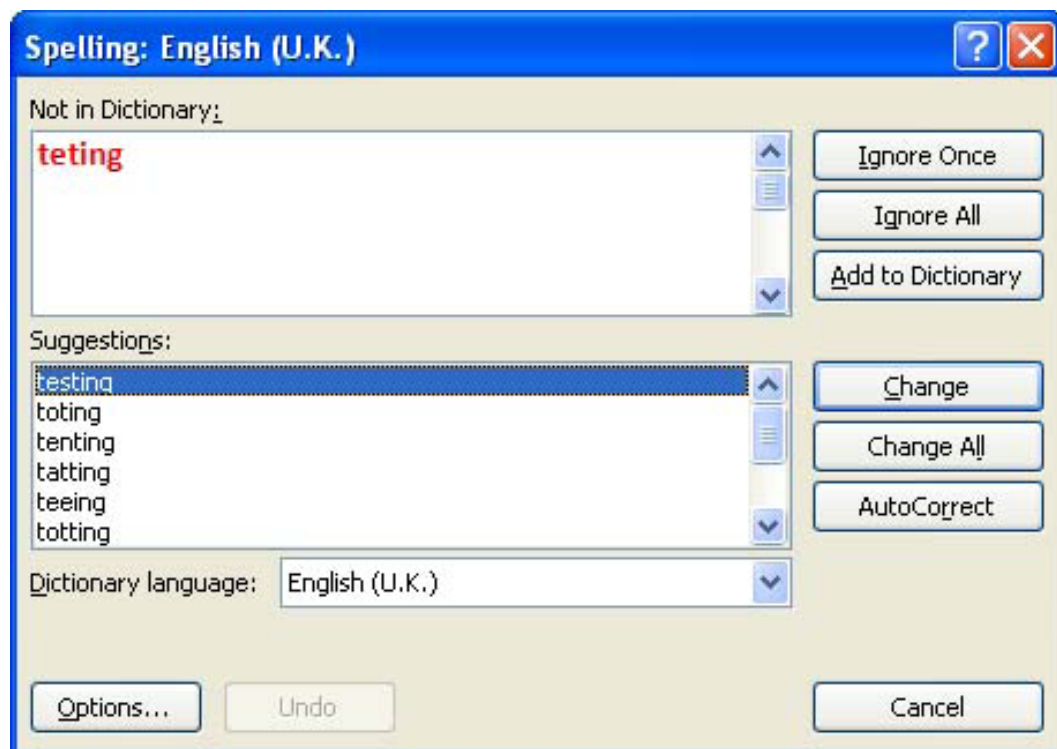 Spelling: English (U.K.)
Not in Dictionary:
teting
Ignore Once
Ignore All
Add to Dictionary
Suggestions:
testing
toting
tenting
tatting
teeing
totting
Change
Change All
AutoCorrect
Dictionary language: English (U.K.)
Options... Undo Cancel